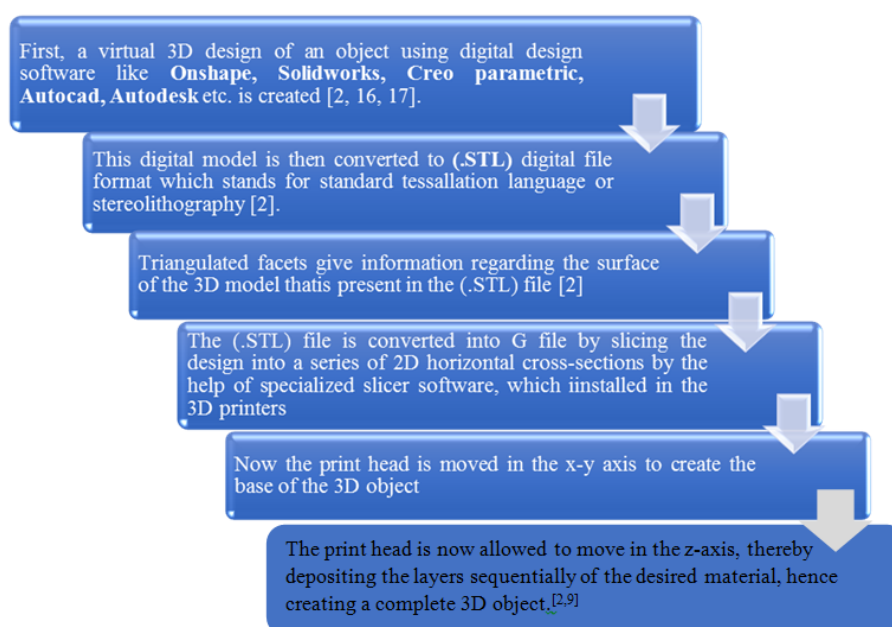 First, a virtual 3D design of an object using digital design
software like Onshape, Solidworks, Creo parametric,
Autocad, Autodesk etc. is created [2, 16, 17].
This digital model is then converted to (.STL) digital file
format which stands for standard tessallation language or
stereolithography [2].
Triangulated facets give information regarding the surface
of the 3D model thatis present in the (.STL) file [2]
The (.STL) file is converted into G file by slicing the
design into a series of 2D horizontal cross-sections by the
help of specialized slicer software, which iinstalled in the
3D printers
Now the print head is moved in the x-y axis to create the
base of the 3D object
The print head is now allowed to move in the z-axis, thereby
depositing the layers sequentially of the desired material, hence
creating a complete 3D object.[2,9]